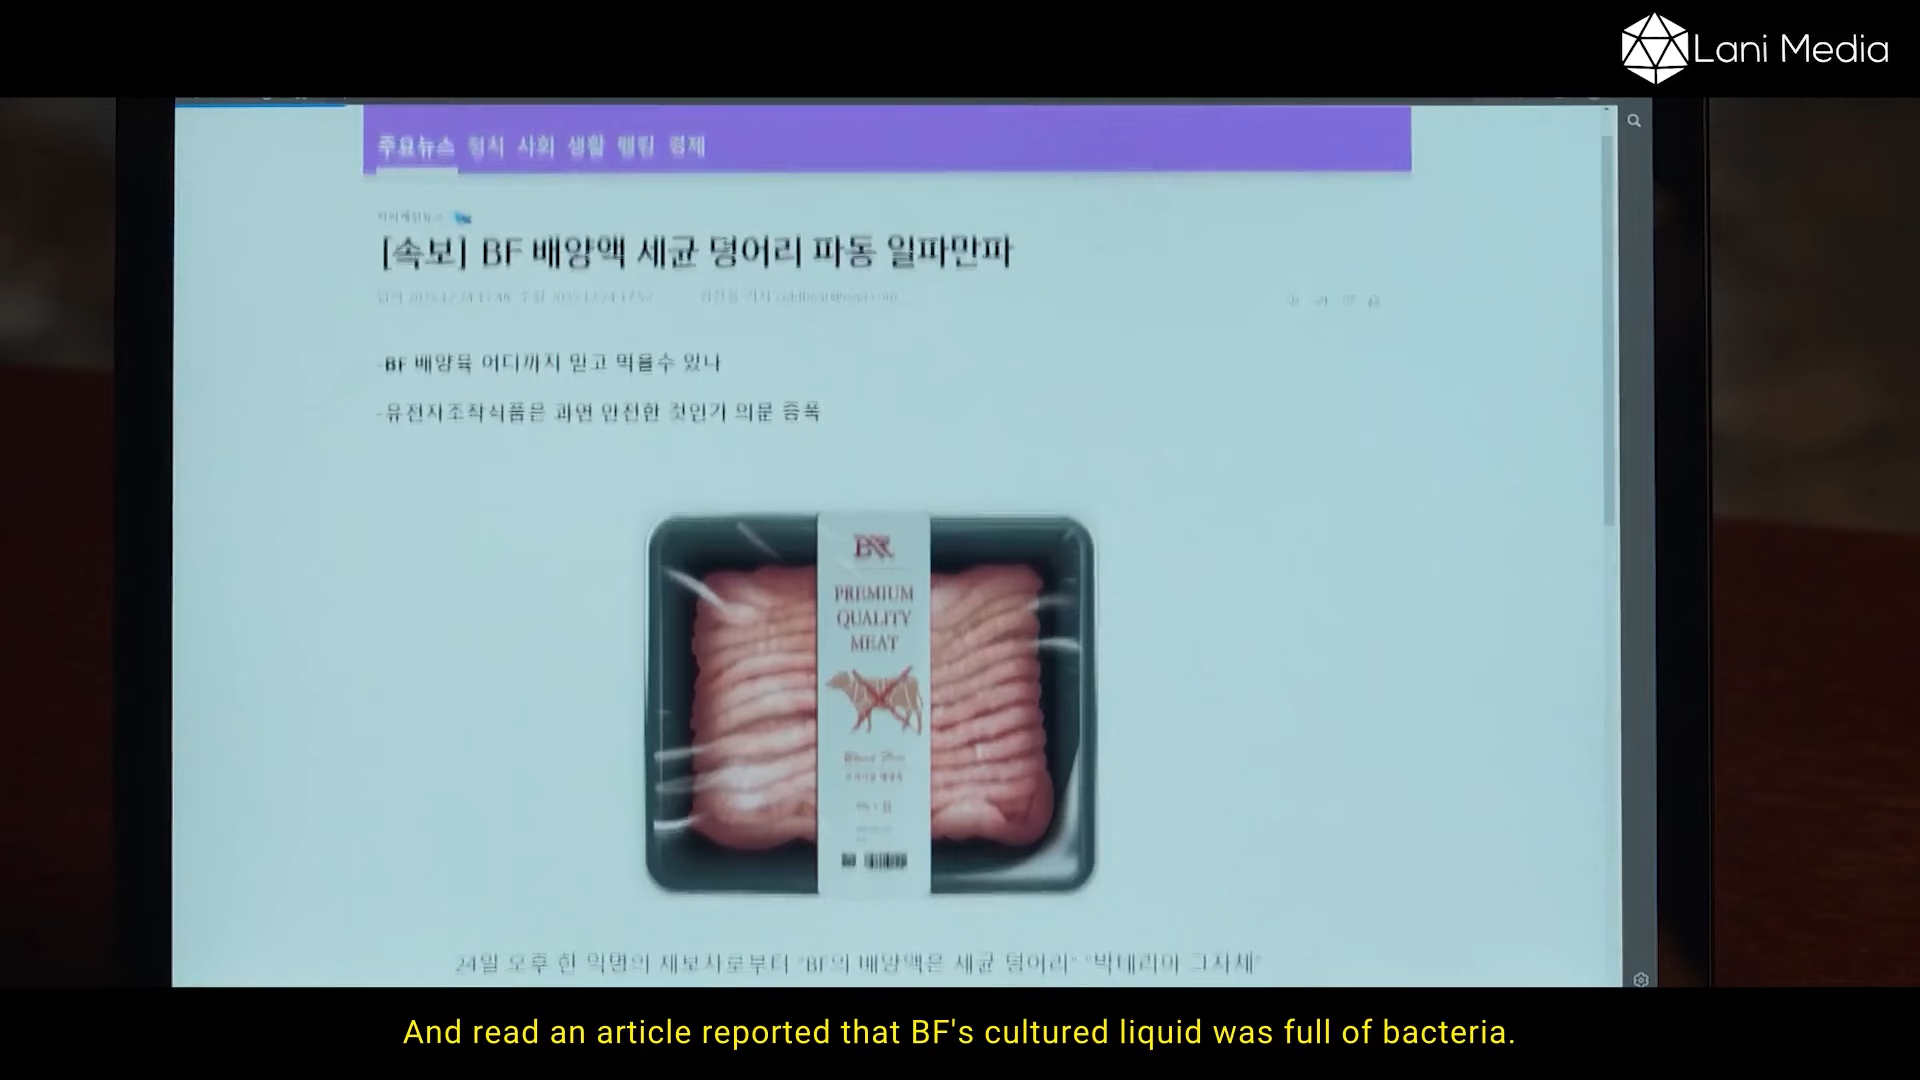 Lani Media
주요뉴스 정치 사회 생활 랭킹 경제
[속보] BF 배양액 세균 덩어리 파동 일파만파
-BF 배양육 어디까지 믿고 먹을수 있나
-유전자조작식품은 과연 안전한 것인가 의문 증폭
PREMIUM
QUALITY
MEAT
24일 오후 한 익명의 제보자로부터 "BF의 배양액은 세균 덩어리" "박테리아 그 자체"
And read an article reported that BF's cultured liquid was full of bacteria.